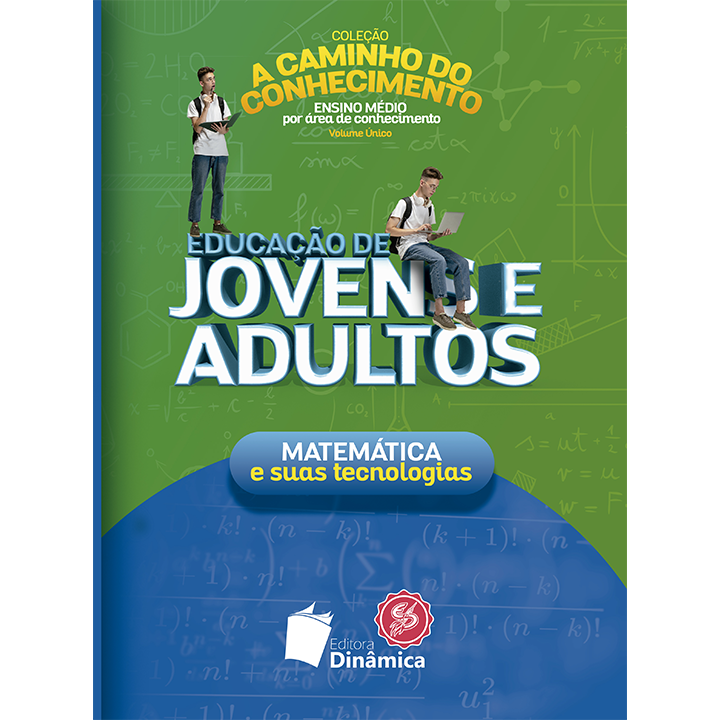 COLEÇÃO
A CAMINHO DO
CONHECIMENTO
ENSINO MÉDIO
por área de conhecimento
Volume Único
EDUCAÇÃO DE
JOVENS E
ADULTOS
MATEMÁTICA
e suas tecnologias
Editora
Dinâmica